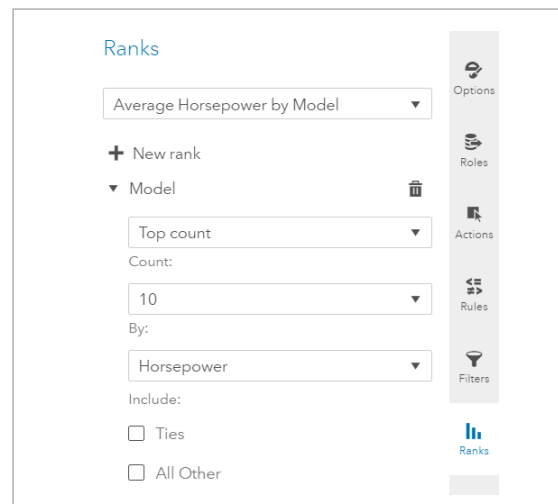 Ranks
Average Horsepower by Model
New rank
Model
Top count
Count:
10
By:
Horsepower
Include:
Ties
All Other
Options
Roles
Actions
Rules
Filters
Ranks